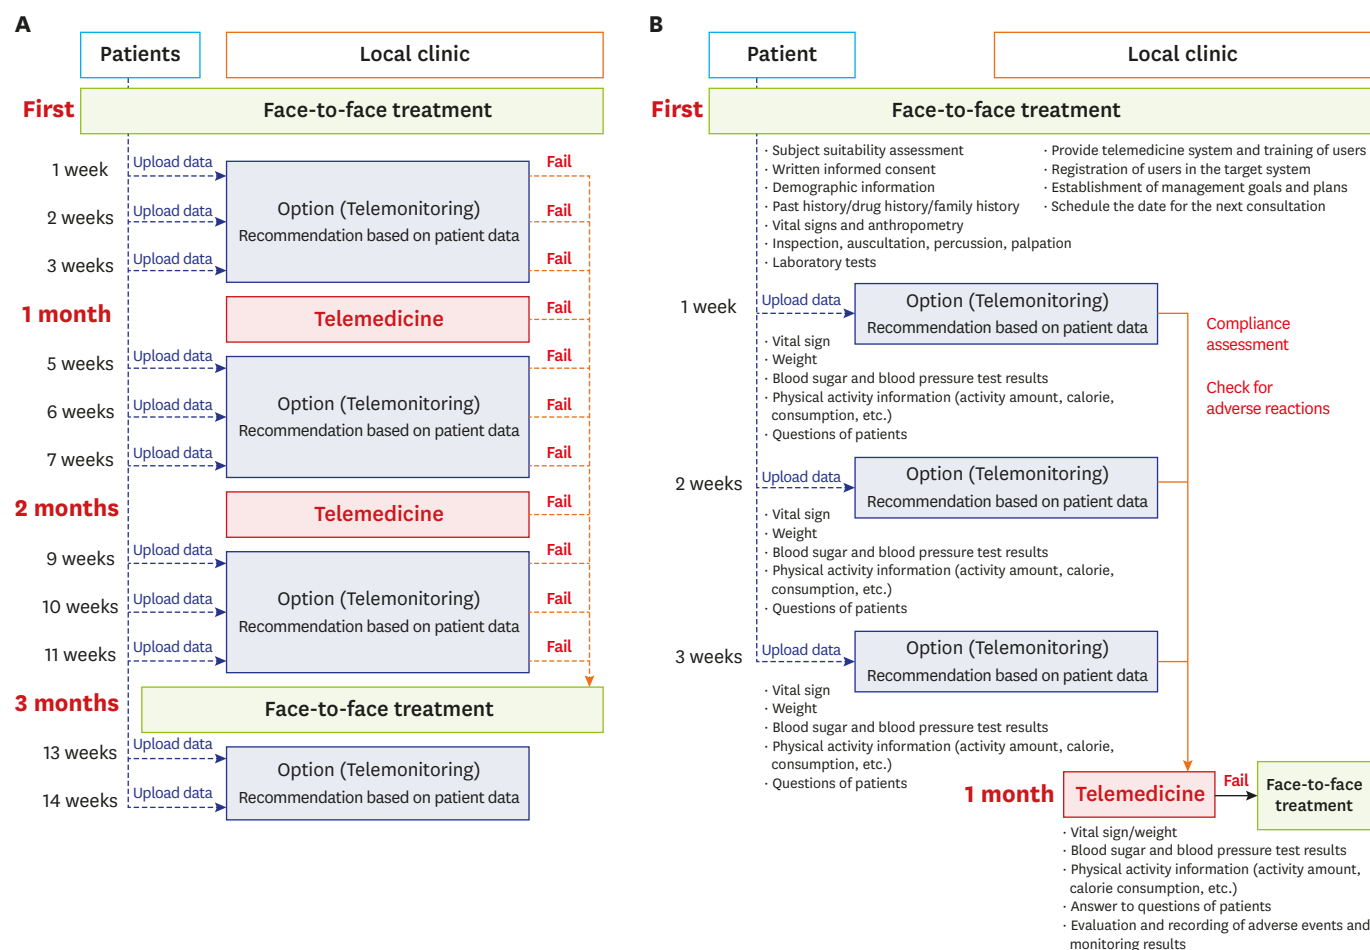 A
Patients
Local clinic
First
Face-to-face treatment
1 week
Upload data
Fail
2 weeks
Upload data
Option (Telemonitoring)
Recommendation based on patient data
Fail
3 weeks
Upload data
Fail
1 month
Telemedicine
Fail
5 weeks
Upload data
Fail
6 weeks
Upload data
Option (Telemonitoring)
Recommendation based on patient data
Fail
7 weeks
Upload data
Fail
2 months
Telemedicine
Fail
9 weeks
Upload data
Fail
10 weeks
Upload data
Option (Telemonitoring)
Recommendation based on patient data
Fail
11 weeks
Upload data
Fail
3 months
Face-to-face treatment
13 weeks
Upload data
Option (Telemonitoring)
Recommendation based on patient data
14 weeks
Upload data
B
Patient
Local clinic
First
Face-to-face treatment
· Subject suitability assessment
· Written informed consent
· Demographic information
· Past history/drug history/family history
· Vital signs and anthropometry
· Inspection, auscultation, percussion, palpation
· Laboratory tests
· Provide telemedicine system and training of users
· Registration of users in the target system
· Establishment of management goals and plans
· Schedule the date for the next consultation
1 week
Upload data
Option (Telemonitoring)
Recommendation based on patient data
· Vital sign
· Weight
· Blood sugar and blood pressure test results
· Physical activity information (activity amount, calorie,
consumption, etc.)
· Questions of patients
Compliance
assessment
Check for
adverse reactions
2 weeks
Upload data
Option (Telemonitoring)
Recommendation based on patient data
· Vital sign
· Weight
· Blood sugar and blood pressure test results
· Physical activity information (activity amount, calorie,
consumption, etc.)
· Questions of patients
3 weeks
Upload data
Option (Telemonitoring)
Recommendation based on patient data
· Vital sign
· Weight
· Blood sugar and blood pressure test results
· Physical activity information (activity amount, calorie,
consumption, etc.)
· Questions of patients
1 month
Telemedicine
Fail
Face-to-face
treatment
· Vital sign/weight
· Blood sugar and blood pressure test results
· Physical activity information (activity amount,
calorie consumption, etc.)
· Answer to questions of patients
· Evaluation and recording of adverse events and
monitoring results